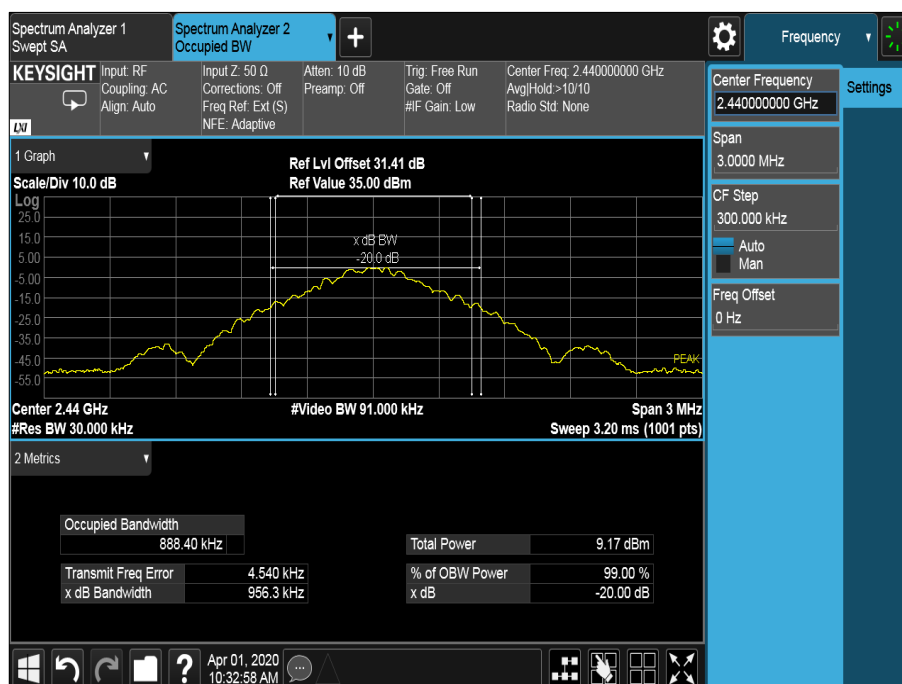 Spectrum Analyzer 1
Swept SA
Spectrum Analyzer 2
Occupied BW
+
Frequency
KEYSIGHT
LXI
Input: RF
Coupling: AC
Align: Auto
Input Z: 50 Ω
Corrections: Off
Freq Ref: Ext (S)
NFE: Adaptive
Atten: 10 dB
Preamp: Off
Trig: Free Run
Gate: Off
#IF Gain: Low
Center Freq: 2.440000000 GHz
Avg|Hold:>10/10
Radio Std: None
Center Frequency
2.440000000 GHz
Settings
Span
3.0000 MHz
CF Step
300.000 kHz
Auto
Man
Freq Offset
0 Hz
1 Graph
Scale/Div 10.0 dB
Ref Lvl Offset 31.41 dB
Ref Value 35.00 dBm
Log
25.0
15.0
5.00
-5.00
-15.0
-25.0
-35.0
-45.0
-55.0
x dB BW
-20.0 dB
PEAK
Center 2.44 GHz
#Video BW 91.000 kHz
Span 3 MHz
#Res BW 30.000 kHz
Sweep 3.20 ms (1001 pts)
2 Metrics
Occupied Bandwidth
888.40 kHz
Total Power 9.17 dBm
Transmit Freq Error 4.540 kHz
% of OBW Power 99.00 %
x dB Bandwidth 956.3 kHz
x dB -20.00 dB
?
Apr 01, 2020
10:32:58 AM